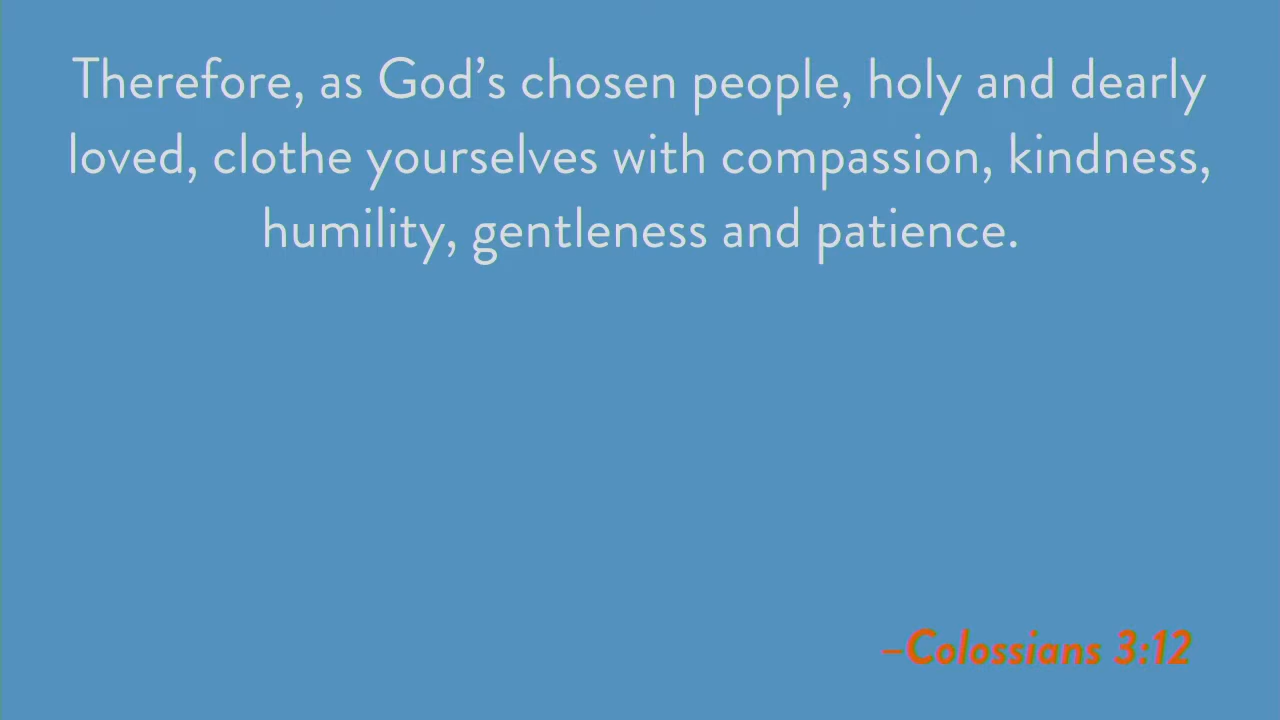 Therefore, as God’s chosen people, holy and dearly
loved, clothe yourselves with compassion, kindness,
humility, gentleness and patience.
–Colossians 3:12